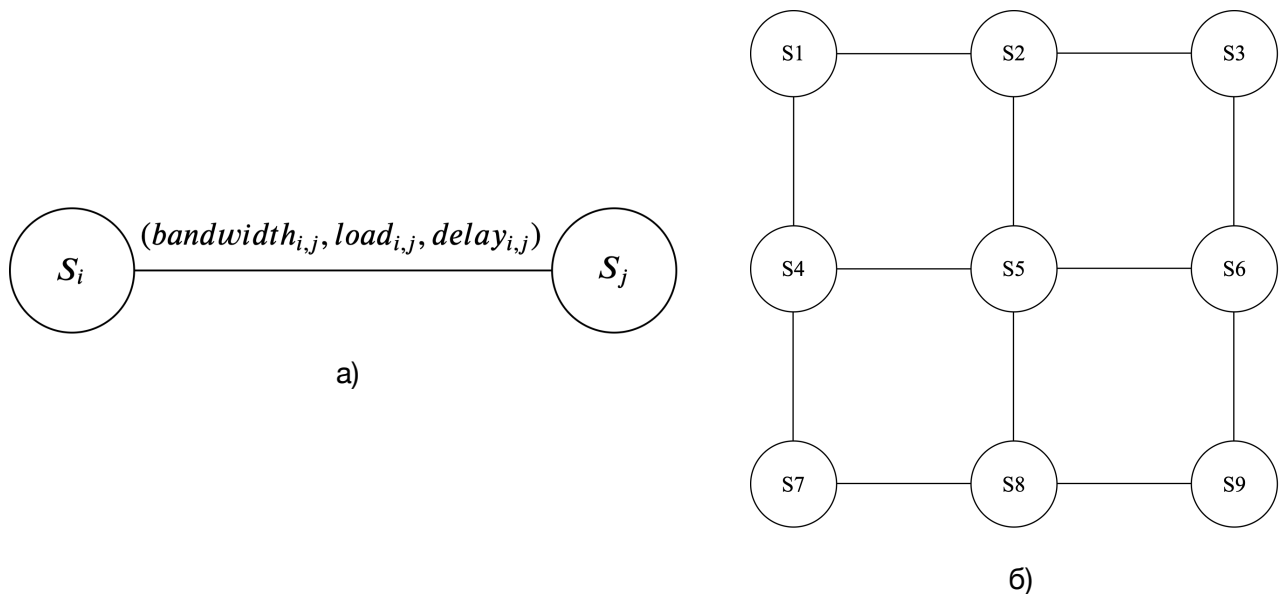 S1 S2 S3
(bandwidth_{i,j}, load_{i,j}, delay_{i,j})
S_i S_j S4 S5 S6
а)
S7 S8 S9
б)